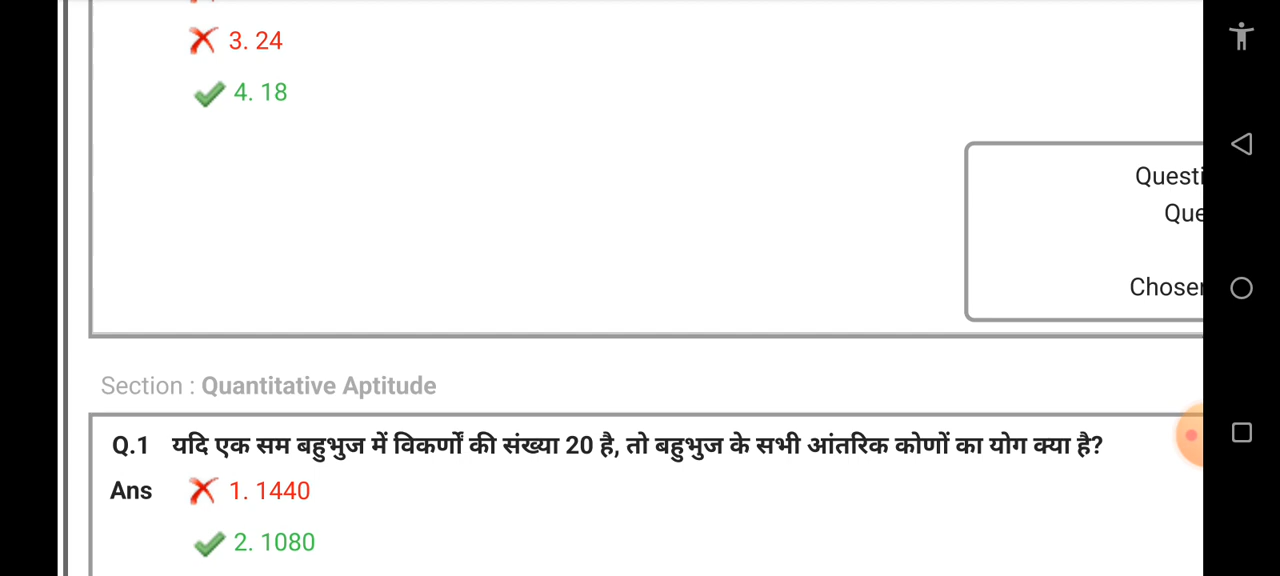 3. 24
4. 18
Questi
Que
Chosen
Section : Quantitative Aptitude
Q.1 यदि एक सम बहुभुज में विकर्णों की संख्या 20 है, तो बहुभुज के सभी आंतरिक कोणों का योग क्या है?
Ans 1. 1440
2. 1080